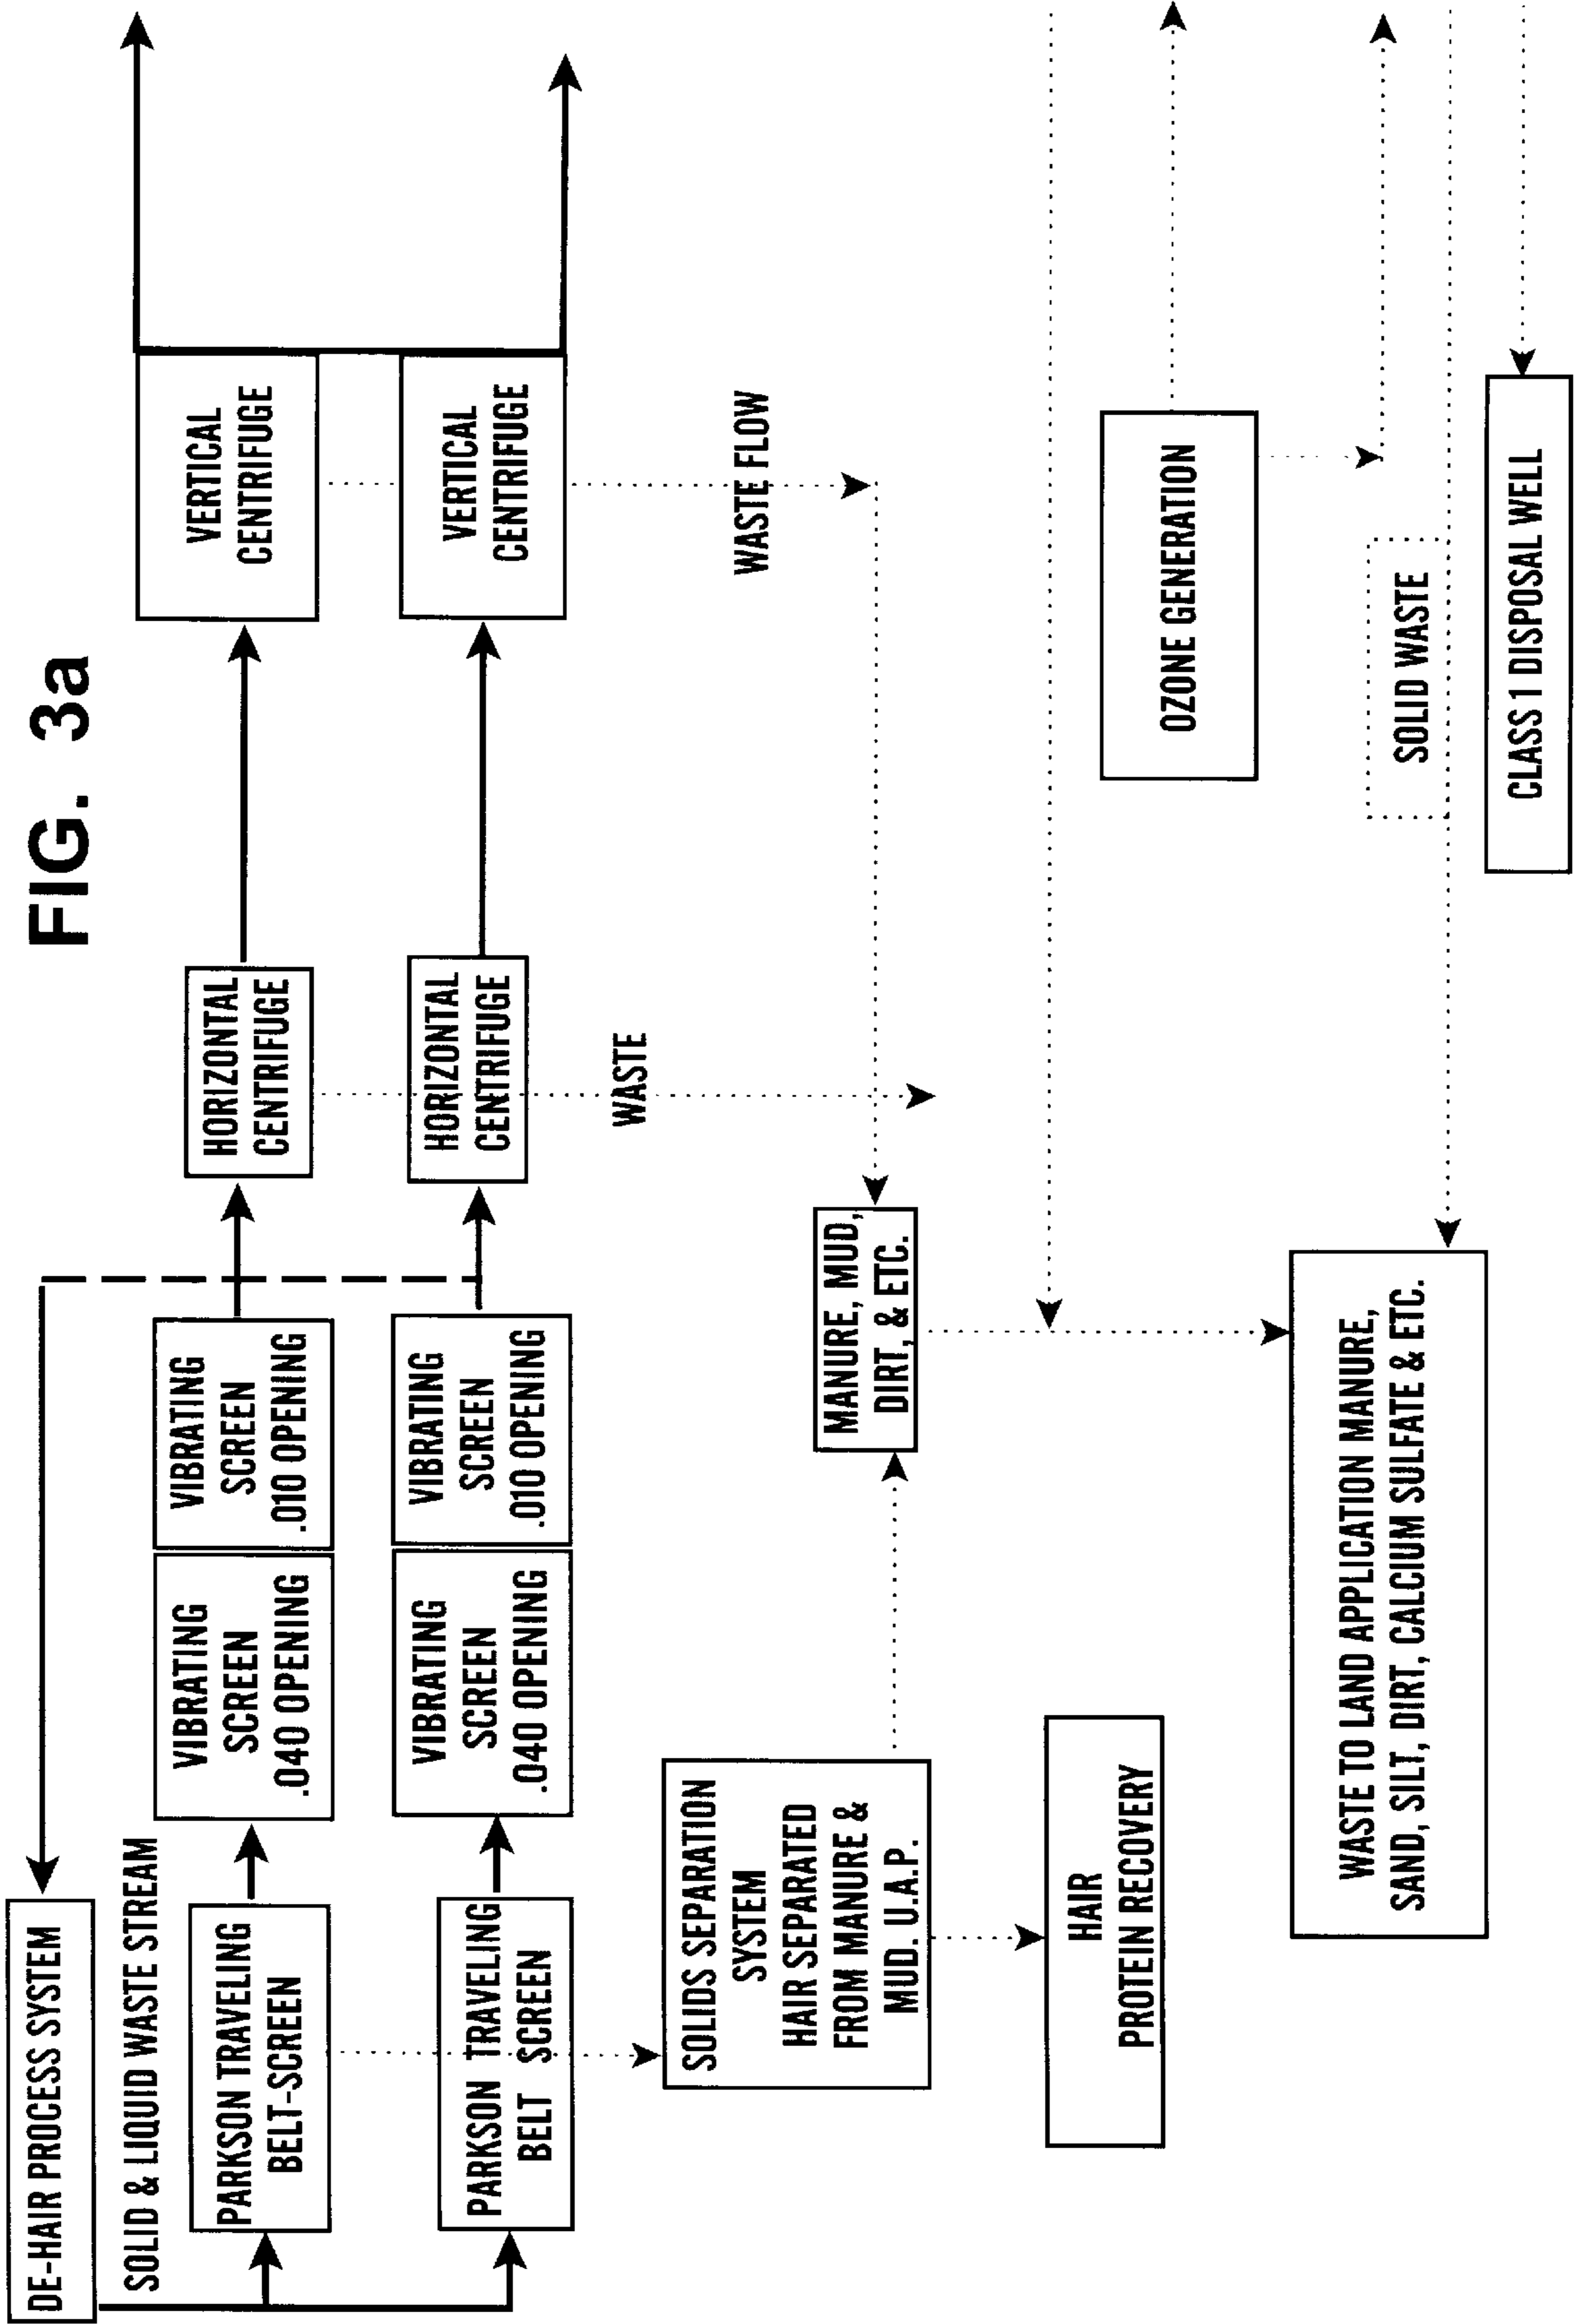 FIG. 3a
DE-HAIR PROCESS SYSTEM
SOLID & LIQUID WASTE STREAM
PARKSON TRAVELING
BELT-SCREEN
VIBRATING
SCREEN
.040 OPENING
VIBRATING
SCREEN
.010 OPENING
HORIZONTAL
CENTRIFUGE
VERTICAL
CENTRIFUGE
PARKSON TRAVELING
BELT SCREEN
VIBRATING
SCREEN
.040 OPENING
VIBRATING
SCREEN
.010 OPENING
HORIZONTAL
CENTRIFUGE
VERTICAL
CENTRIFUGE
WASTE
WASTE FLOW
SOLIDS SEPARATION
SYSTEM
HAIR SEPARATED
FROM MANURE &
MUD. U.A.P.
MANURE, MUD,
DIRT, & ETC.
HAIR
PROTEIN RECOVERY
OZONE GENERATION
WASTE TO LAND APPLICATION MANURE,
SAND, SILT, DIRT, CALCIUM SULFATE & ETC.
SOLID WASTE
CLASS 1 DISPOSAL WELL